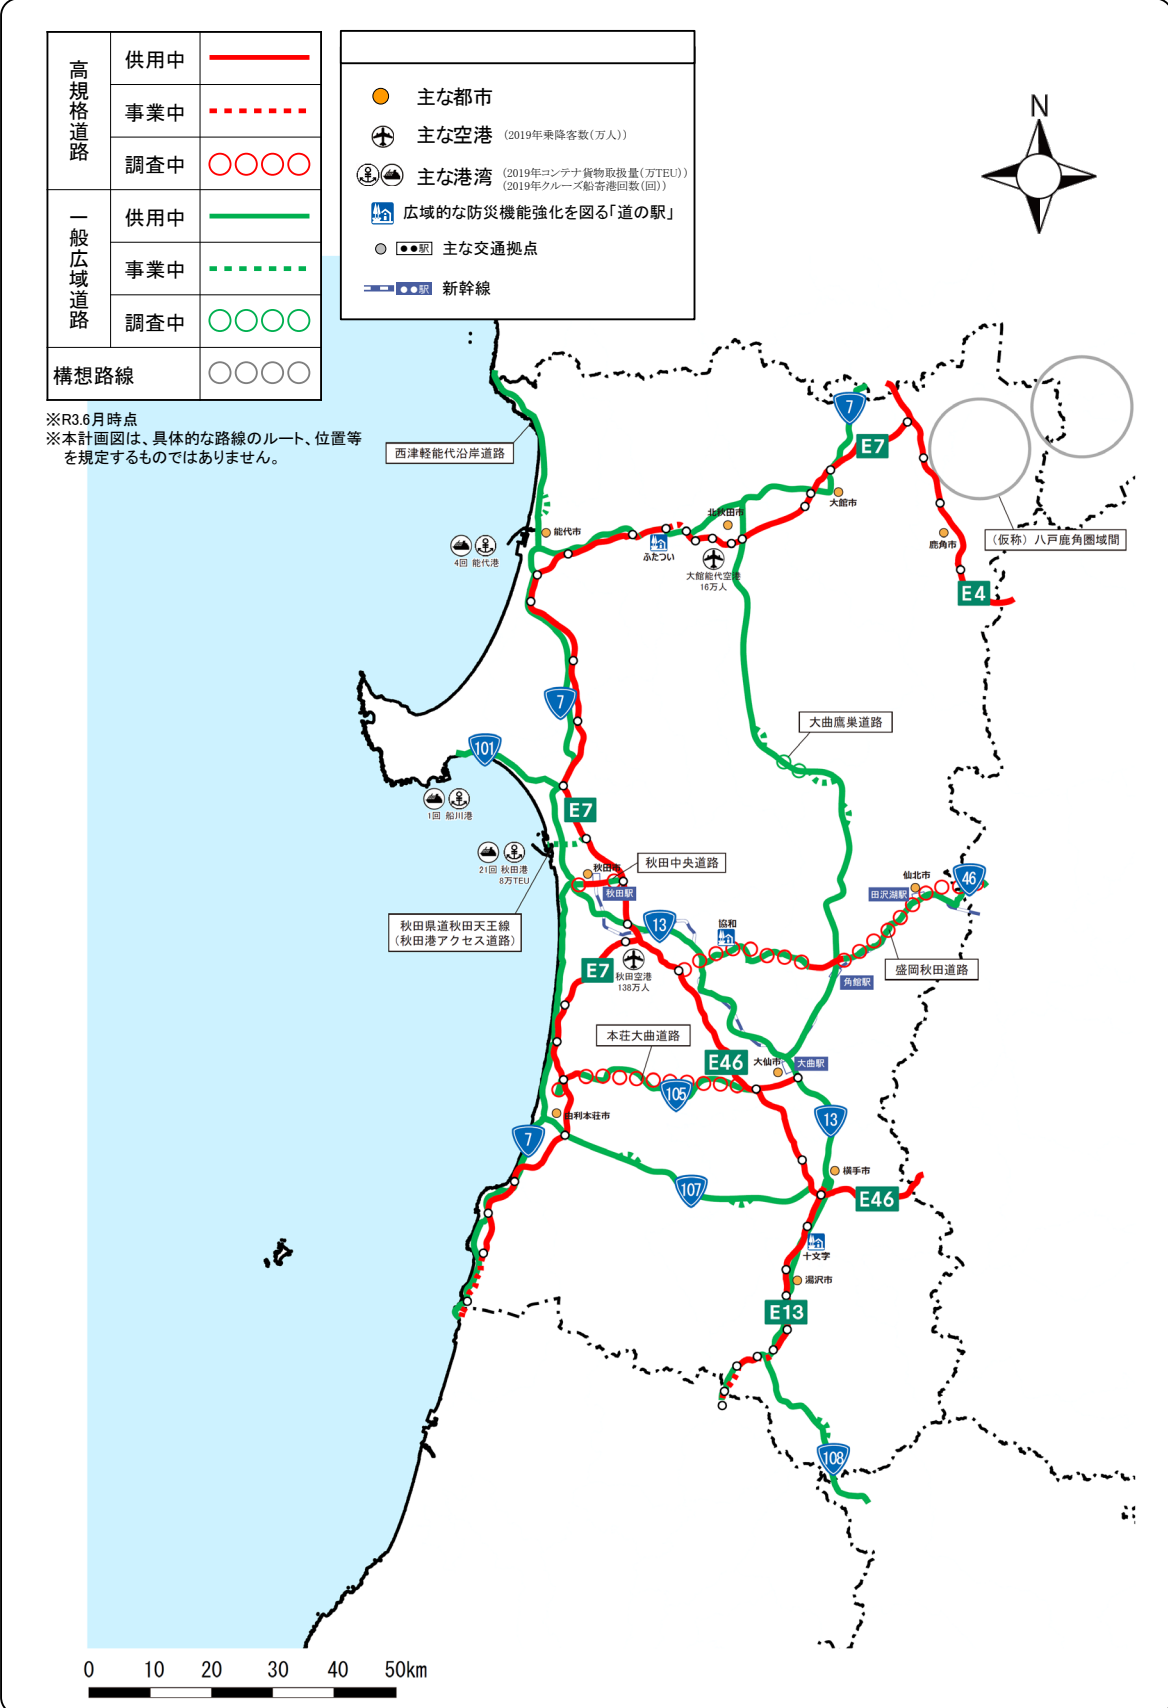 高規格道路
供用中
事業中
調査中
一般広域道路
供用中
事業中
調査中
構想路線
※R3.6月時点
※本計画図は、具体的な路線のルート、位置等
を規定するものではありません。
主な都市
主な空港 (2019年乗降客数(万人))
主な港湾 (2019年コンテナ貨物取扱量(万TEU))
(2019年クルーズ船寄港回数(回))
広域的な防災機能強化を図る「道の駅」
●●駅 主な交通拠点
●●駅 新幹線
N
7
E7
西津軽能代沿岸道路
大館市
北秋田市
能代市
ふたつい
4回 能代港
大館能代空港
16万人
鹿角市
(仮称)八戸鹿角圏域間
E4
7
大曲鷹巣道路
101
1回 船川港
E7
21回 秋田港
8万TEU
秋田市
秋田中央道路
秋田駅
仙北市
田沢湖駅
46
秋田県道秋田天王線
(秋田港アクセス道路)
13
協和
E7
秋田空港
138万人
盛岡秋田道路
角館駅
本荘大曲道路
E46
大仙市
大曲駅
105
由利本荘市
7
13
107
横手市
E46
十文字
湯沢市
E13
108
0 10 20 30 40 50km